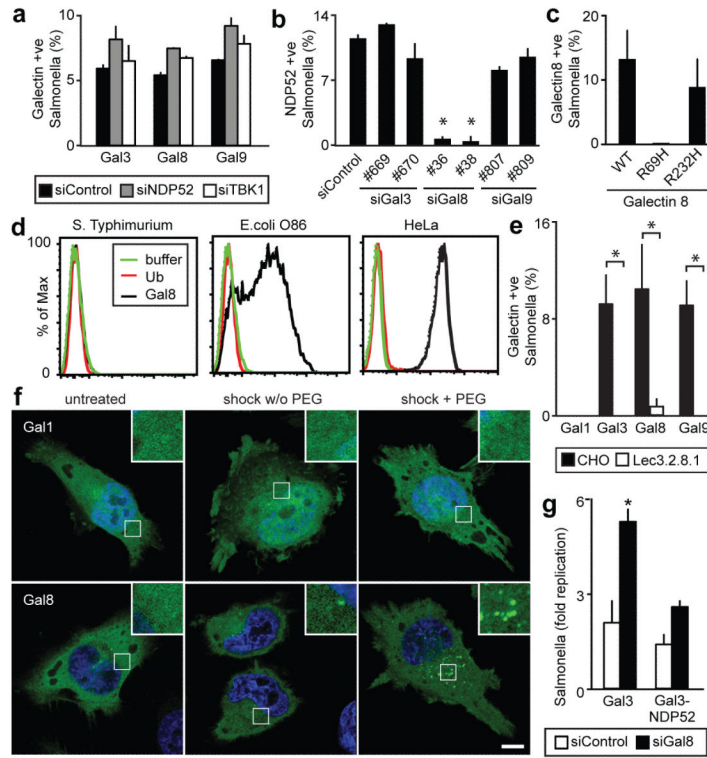 a
Galectin +ve
Salmonella (%)
10
5
0
Gal3 Gal8 Gal9
siControl siNDP52 siTBK1
b
NDP52 +ve
Salmonella (%)
14
7
0
siControl #669 #670 #36 #38 #807 #809
* *
siGal3 siGal8 siGal9
c
Galectin8 +ve
Salmonella (%)
20
10
0
WT R69H R232H
Galectin 8
d
% of Max
100
0
S. Typhimurium
buffer
Ub
Gal8
E.coli O86
HeLa
e
Galectin +ve
Salmonella (%)
16
8
0
* * *
Gal1 Gal3 Gal8 Gal9
CHO Lec3.2.8.1
f
untreated shock w/o PEG shock + PEG
Gal1
Gal8
g
Salmonella (fold replication)
6
3
0
*
Gal3 Gal3-
NDP52
siControl siGal8